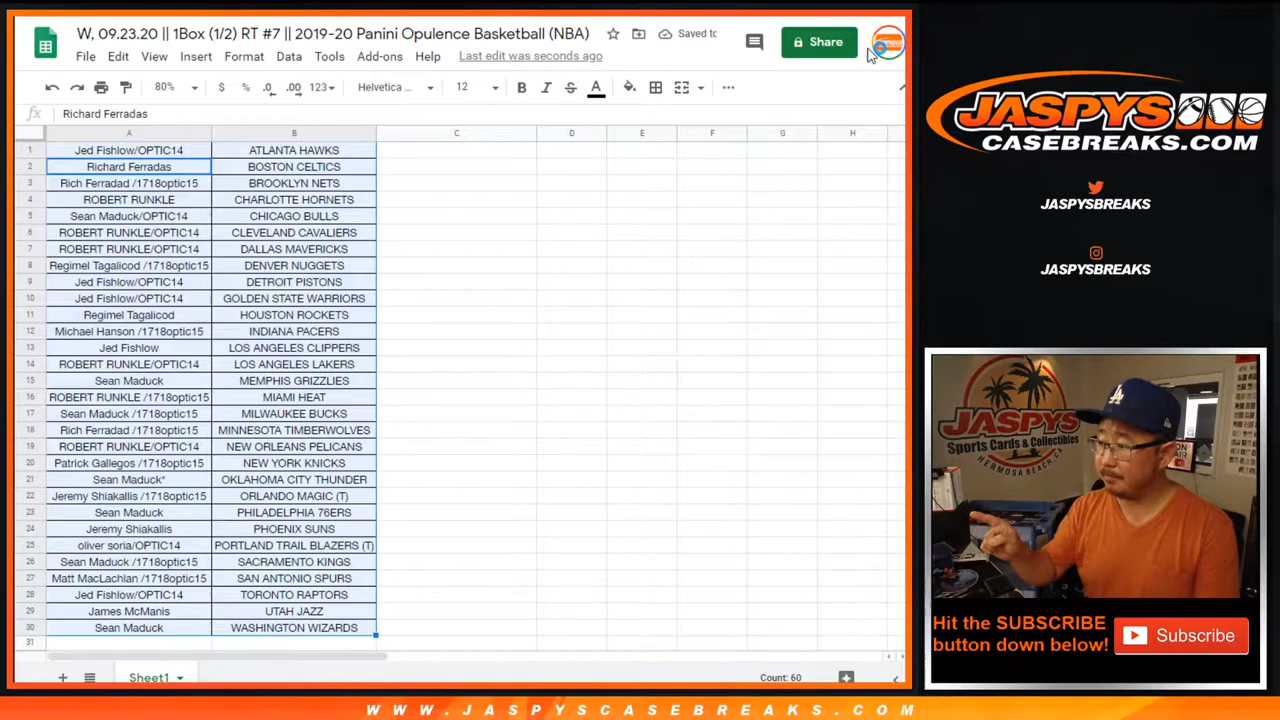 W, 09.23.20 || 1Box (1/2) RT #7 || 2019-20 Panini Opulence Basketball (NBA)
Saved to
Share
File Edit View Insert Format Data Tools Add-ons Help Last edit was seconds ago
80% $ % .0 .00 123 Helvetica ... 12 B I S A
fx Richard Ferradas
A B C D E F G H
1 Jed Fishlow/OPTIC14 ATLANTA HAWKS
2 Richard Ferradas BOSTON CELTICS
3 Rich Ferradad /1718optic15 BROOKLYN NETS
4 ROBERT RUNKLE CHARLOTTE HORNETS
5 Sean Maduck/OPTIC14 CHICAGO BULLS
6 ROBERT RUNKLE/OPTIC14 CLEVELAND CAVALIERS
7 ROBERT RUNKLE/OPTIC14 DALLAS MAVERICKS
8 Regimel Tagalicod /1718optic15 DENVER NUGGETS
9 Jed Fishlow/OPTIC14 DETROIT PISTONS
10 Jed Fishlow/OPTIC14 GOLDEN STATE WARRIORS
11 Regimel Tagalicod HOUSTON ROCKETS
12 Michael Hanson /1718optic15 INDIANA PACERS
13 Jed Fishlow LOS ANGELES CLIPPERS
14 ROBERT RUNKLE/OPTIC14 LOS ANGELES LAKERS
15 Sean Maduck MEMPHIS GRIZZLIES
16 ROBERT RUNKLE /1718optic15 MIAMI HEAT
17 Sean Maduck /1718optic15 MILWAUKEE BUCKS
18 Rich Ferradad /1718optic15 MINNESOTA TIMBERWOLVES
19 ROBERT RUNKLE/OPTIC14 NEW ORLEANS PELICANS
20 Patrick Gallegos /1718optic15 NEW YORK KNICKS
21 Sean Maduck* OKLAHOMA CITY THUNDER
22 Jeremy Shiakallis /1718optic15 ORLANDO MAGIC (T)
23 Sean Maduck PHILADELPHIA 76ERS
24 Jeremy Shiakallis PHOENIX SUNS
25 oliver soria/OPTIC14 PORTLAND TRAIL BLAZERS (T)
26 Sean Maduck /1718optic15 SACRAMENTO KINGS
27 Matt MacLachlan /1718optic15 SAN ANTONIO SPURS
28 Jed Fishlow/OPTIC14 TORONTO RAPTORS
29 James McManis UTAH JAZZ
30 Sean Maduck WASHINGTON WIZARDS
31
Sheet1
Count: 60
JASPYS
CASEBREAKS.COM
JASPYSBREAKS
JASPYSBREAKS
JASPYS
Sports Cards & Collectibles
HERMOSA BEACH, CA
ON AIR
LA
Hit the SUBSCRIBE
button down below!
Subscribe
WWW.JASPYSCASEBREAKS.COM